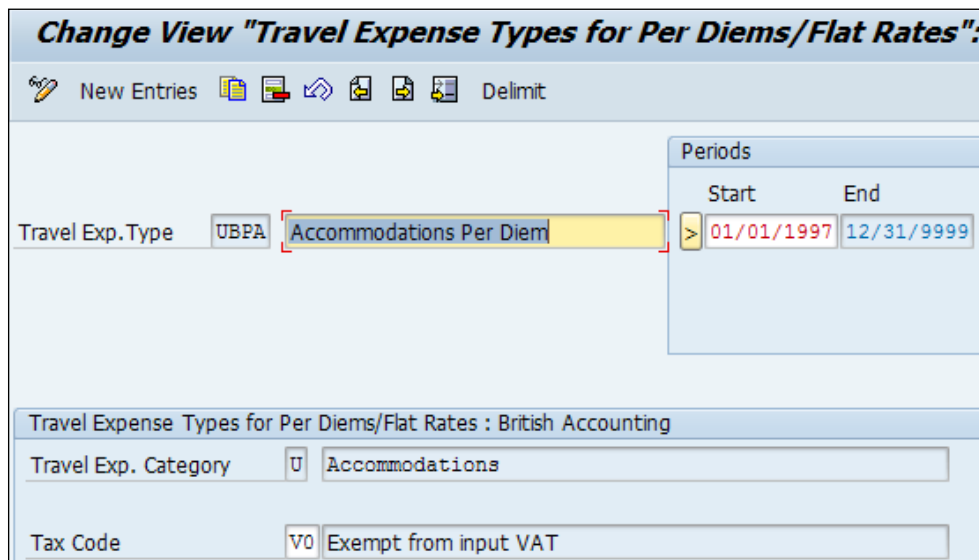 Change View "Travel Expense Types for Per Diems/Flat Rates":
New Entries Delimit
Periods
Start End
Travel Exp.Type UBPA Accommodations Per Diem > 01/01/1997 12/31/9999
Travel Expense Types for Per Diems/Flat Rates : British Accounting
Travel Exp. Category U Accommodations
Tax Code V0 Exempt from input VAT